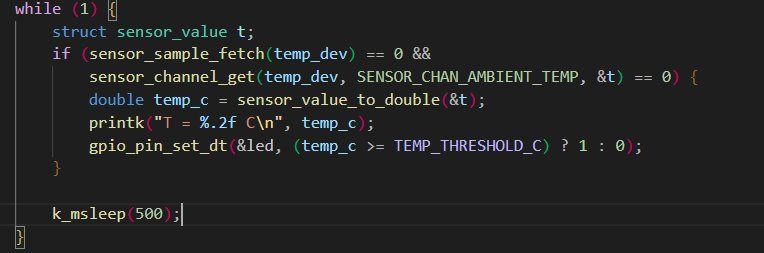 while (1) {
    struct sensor_value t;
    if (sensor_sample_fetch(temp_dev) == 0 &&
        sensor_channel_get(temp_dev, SENSOR_CHAN_AMBIENT_TEMP, &t) == 0) {
        double temp_c = sensor_value_to_double(&t);
        printk("T = %.2f C\n", temp_c);
        gpio_pin_set_dt(&led, (temp_c >= TEMP_THRESHOLD_C) ? 1 : 0);
    }

    k_msleep(500);
}